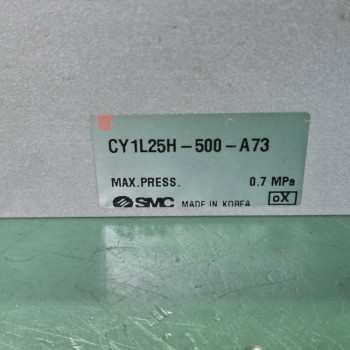 CY1L25H-500-A73
MAX.PRESS. 0.7 MPa
SMC MADE IN KOREA oX